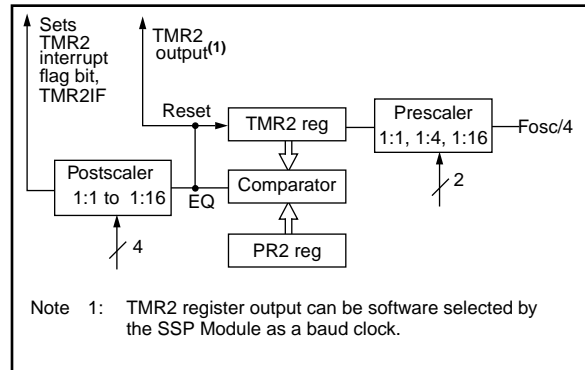 Sets
TMR2
interrupt
flag bit,
TMR2IF
TMR2
output(1)
Reset
TMR2 reg
Prescaler
1:1, 1:4, 1:16
Fosc/4
2
Postscaler
1:1 to 1:16
EQ
Comparator
4
PR2 reg
Note 1: TMR2 register output can be software selected by
the SSP Module as a baud clock.